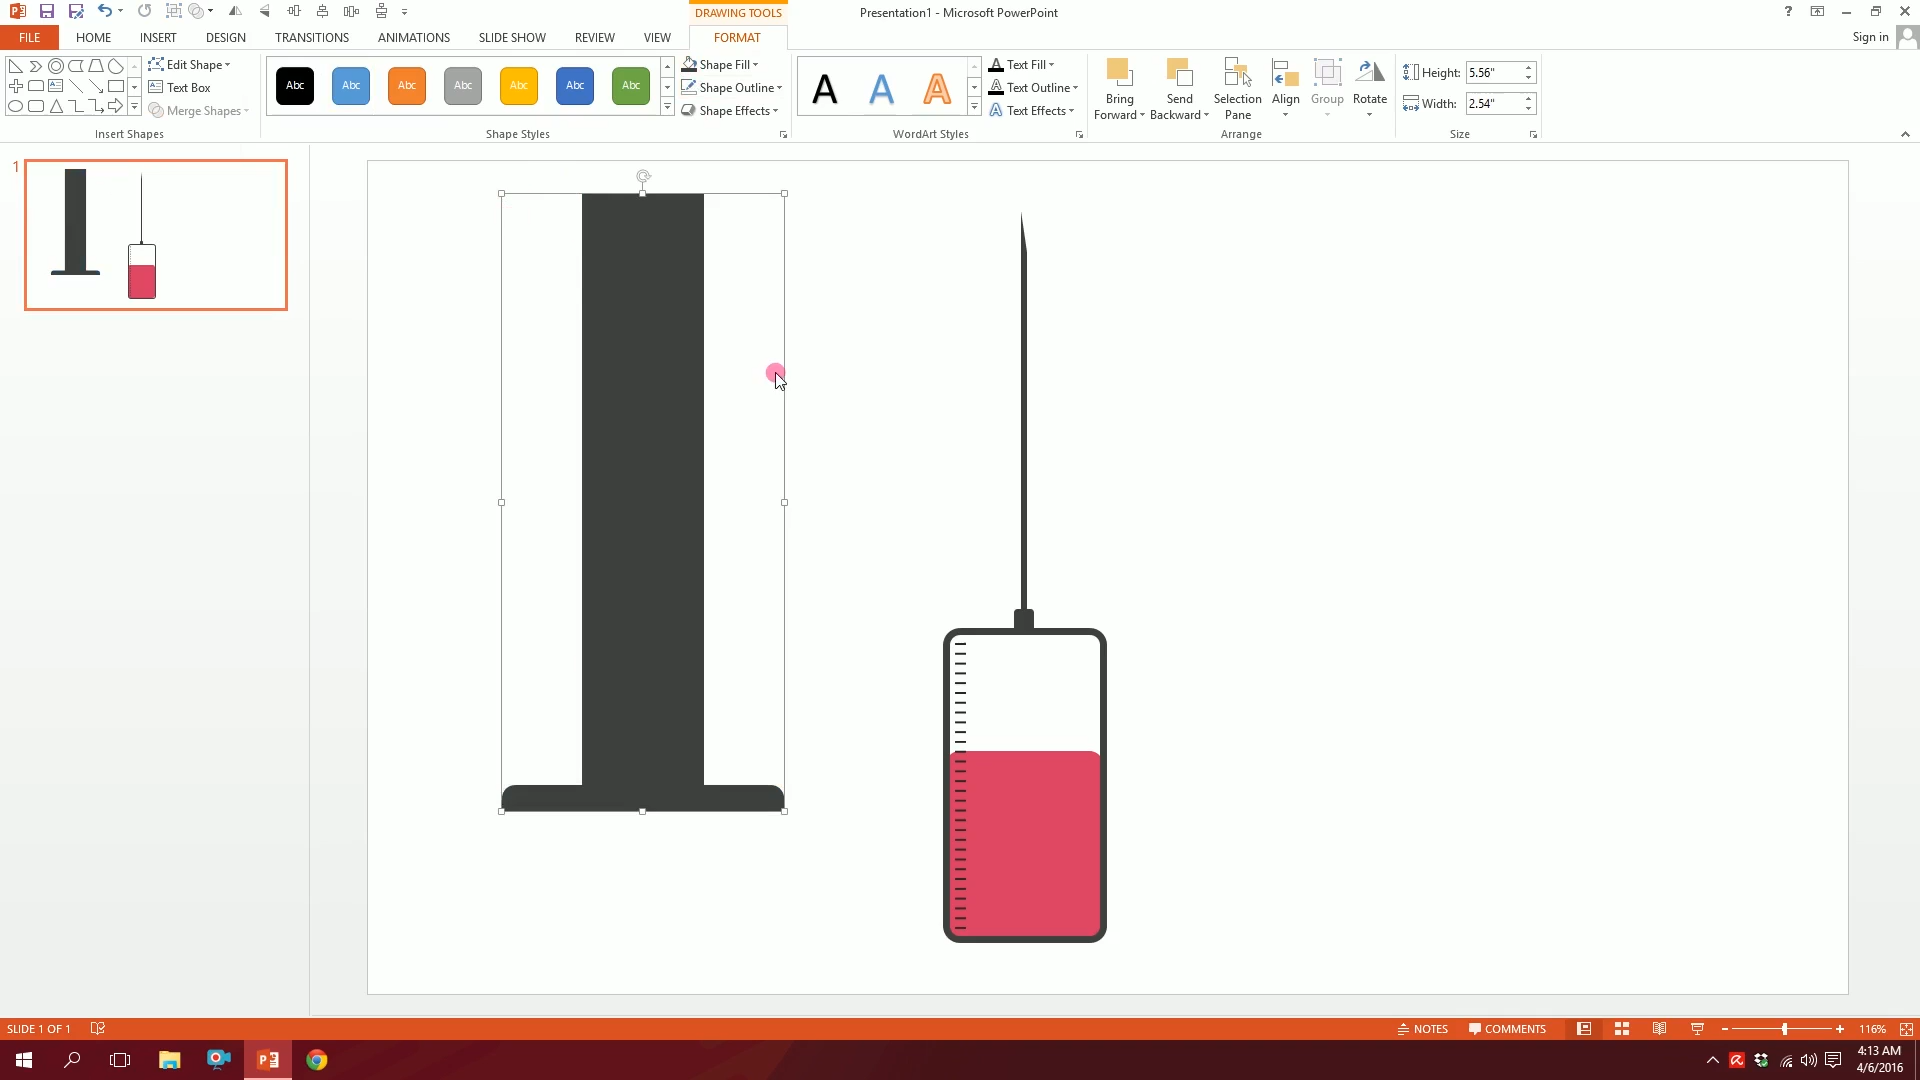 DRAWING TOOLS
Presentation1 - Microsoft PowerPoint
?
FILE
HOME
INSERT
DESIGN
TRANSITIONS
ANIMATIONS
SLIDE SHOW
REVIEW
VIEW
FORMAT
Sign in
Edit Shape
Text Box
Merge Shapes
Insert Shapes
Abc
Abc
Abc
Abc
Abc
Abc
Abc
Shape Fill
Shape Outline
Shape Effects
Shape Styles
A
A
A
Text Fill
Text Outline
Text Effects
WordArt Styles
Bring
Forward
Send
Backward
Selection
Pane
Align
Group
Rotate
Arrange
Height: 5.56"
Width: 2.54"
Size
1
SLIDE 1 OF 1
NOTES
COMMENTS
116%
4:13 AM
4/6/2016